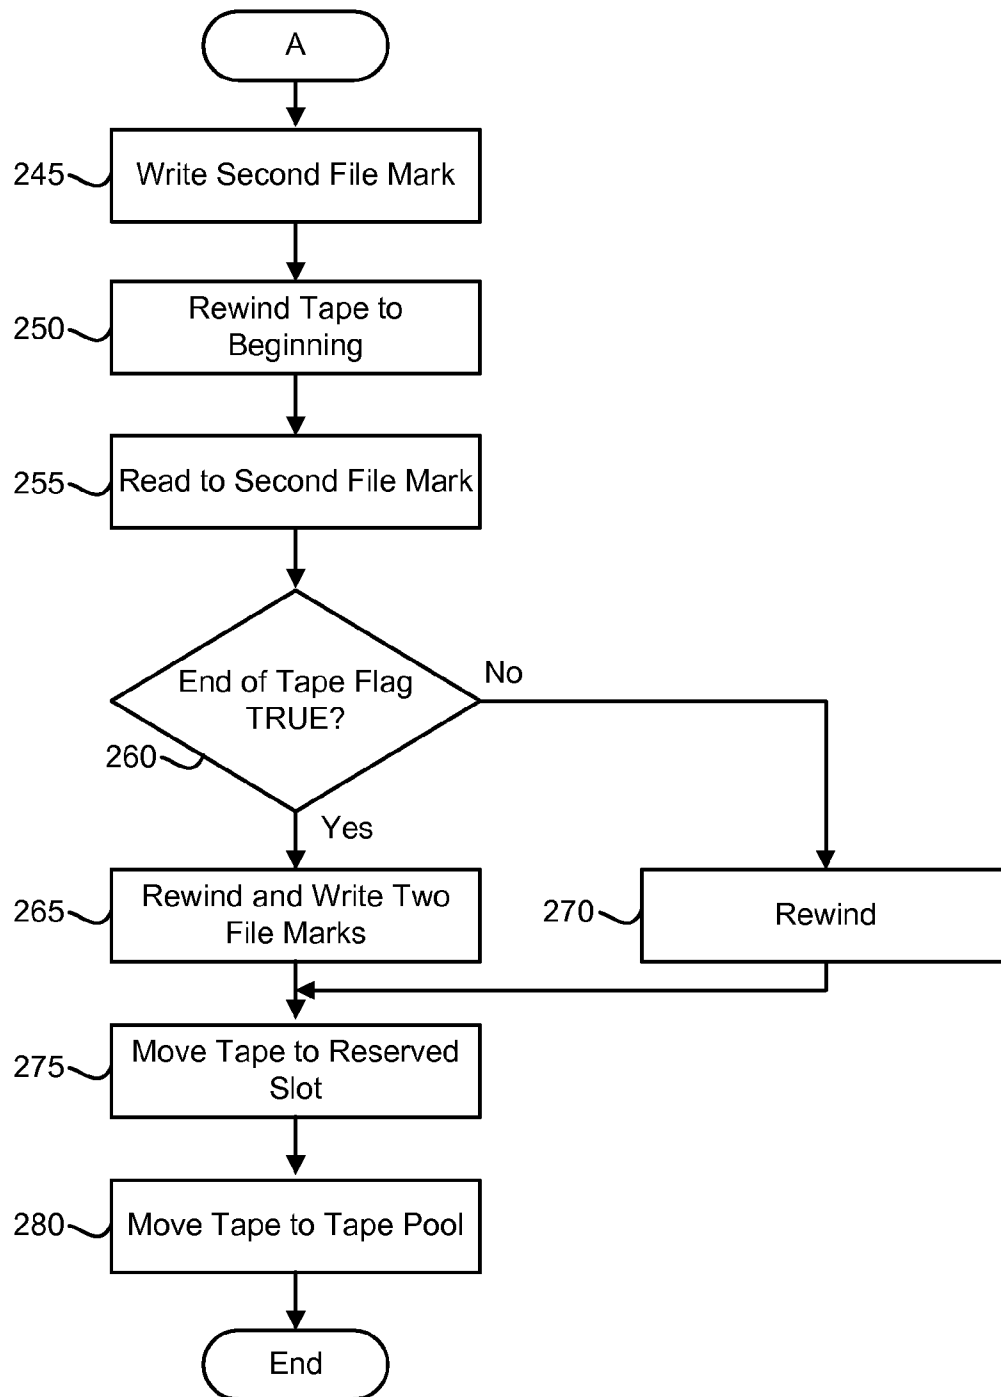 A
245
Write Second File Mark
250
Rewind Tape to
Beginning
255
Read to Second File Mark
End of Tape Flag
TRUE?
No
260
Yes
265
Rewind and Write Two
File Marks
270
Rewind
275
Move Tape to Reserved
Slot
280
Move Tape to Tape Pool
End